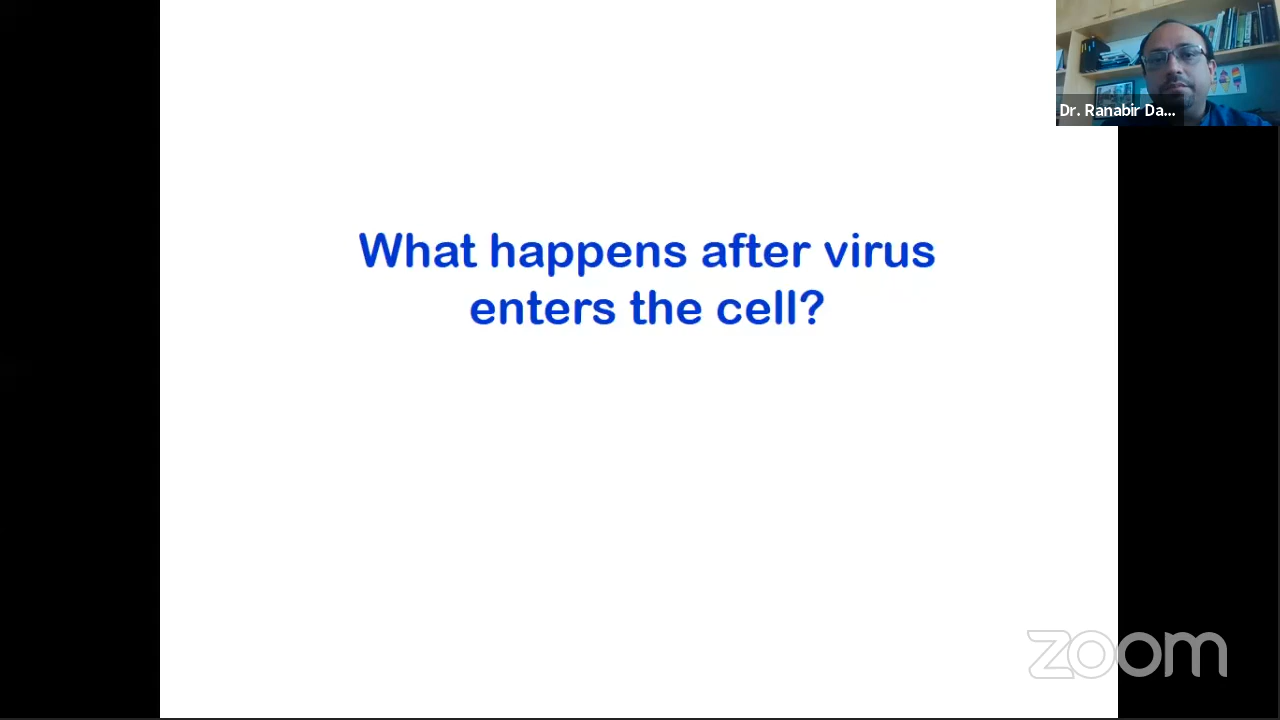 Dr. Ranabir Da...
What happens after virus
enters the cell?
zoom